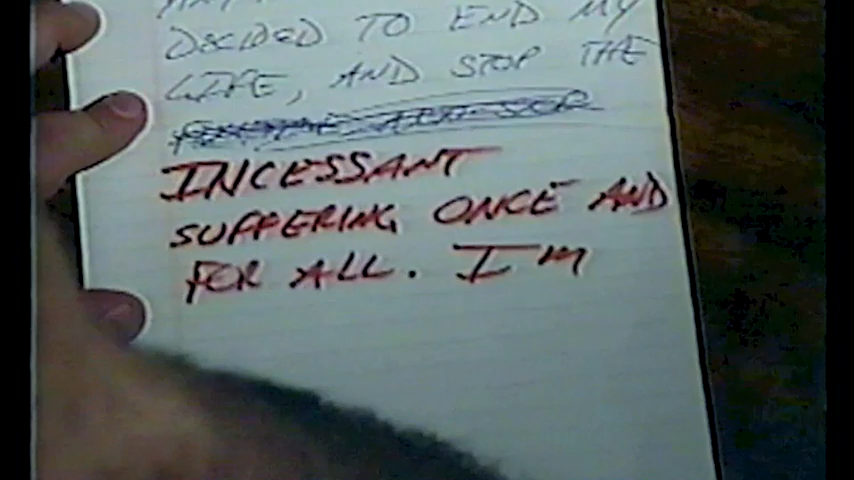 DECIDED TO END MY
LIFE, AND STOP THE
INCESSANT
SUFFERING ONCE AND
FOR ALL. I'M